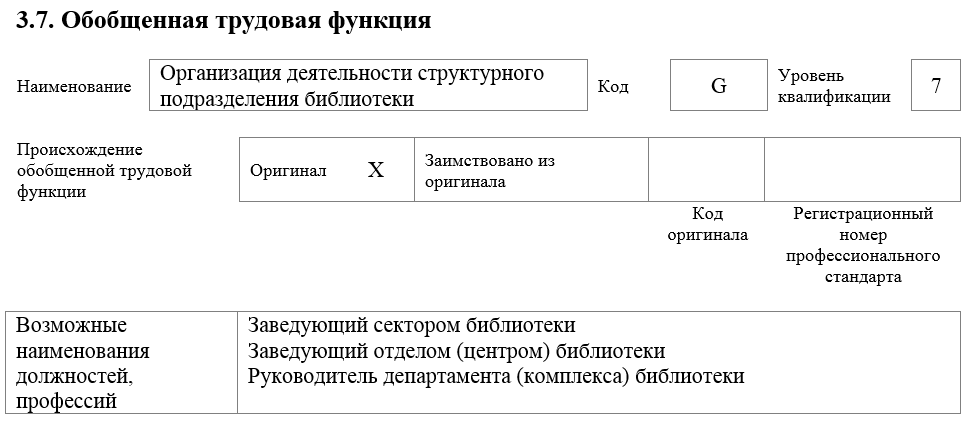 3.7. Обобщенная трудовая функция
Наименование
Организация деятельности структурного
подразделения библиотеки
Код
G
Уровень
квалификации
7
Происхождение
обобщенной трудовой
функции
Оригинал X
Заимствовано из
оригинала
Код
оригинала
Регистрационный
номер
профессионального
стандарта
Возможные
наименования
должностей,
профессий
Заведующий сектором библиотеки
Заведующий отделом (центром) библиотеки
Руководитель департамента (комплекса) библиотеки